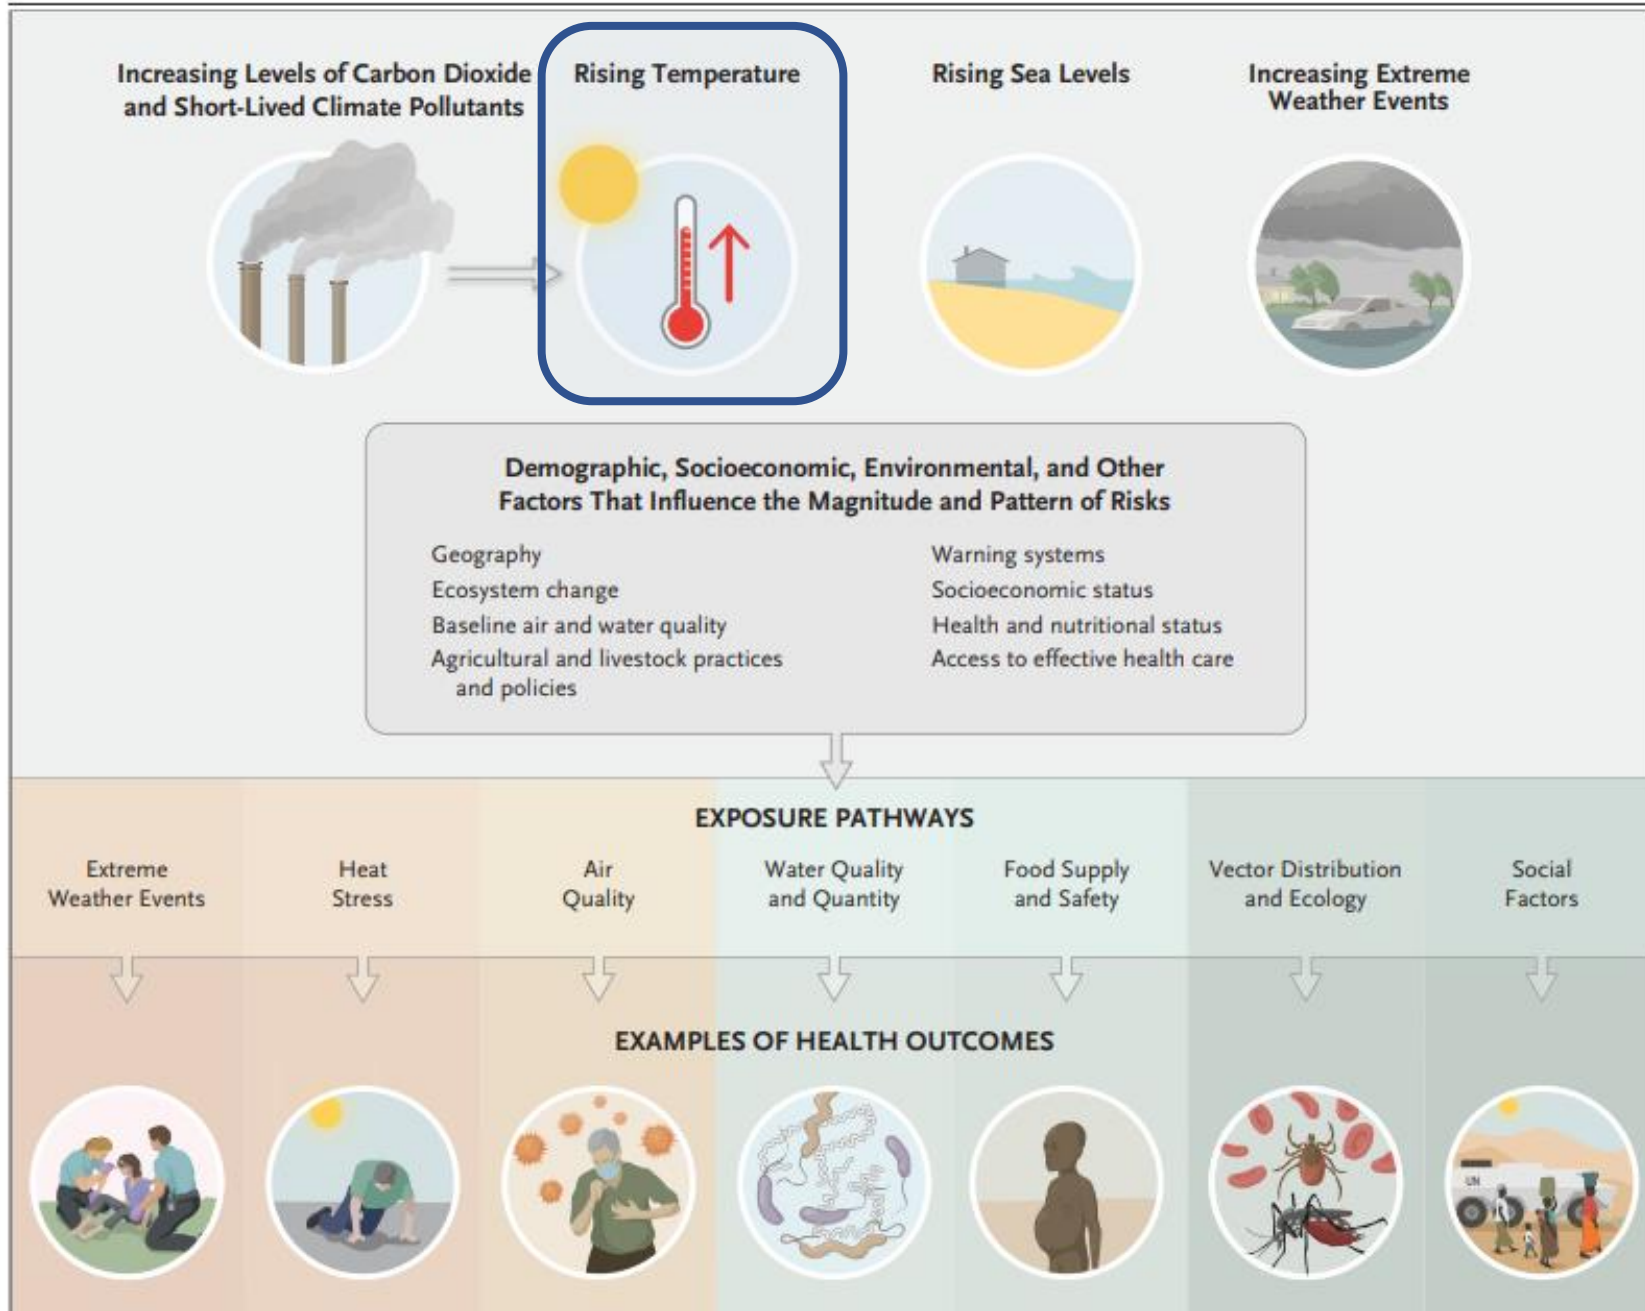 Increasing Levels of Carbon Dioxide
and Short-Lived Climate Pollutants
Rising Temperature
Rising Sea Levels
Increasing Extreme
Weather Events
Demographic, Socioeconomic, Environmental, and Other
Factors That Influence the Magnitude and Pattern of Risks
Geography
Ecosystem change
Baseline air and water quality
Agricultural and livestock practices
and policies
Warning systems
Socioeconomic status
Health and nutritional status
Access to effective health care
EXPOSURE PATHWAYS
Extreme
Weather Events
Heat
Stress
Air
Quality
Water Quality
and Quantity
Food Supply
and Safety
Vector Distribution
and Ecology
Social
Factors
EXAMPLES OF HEALTH OUTCOMES
UN